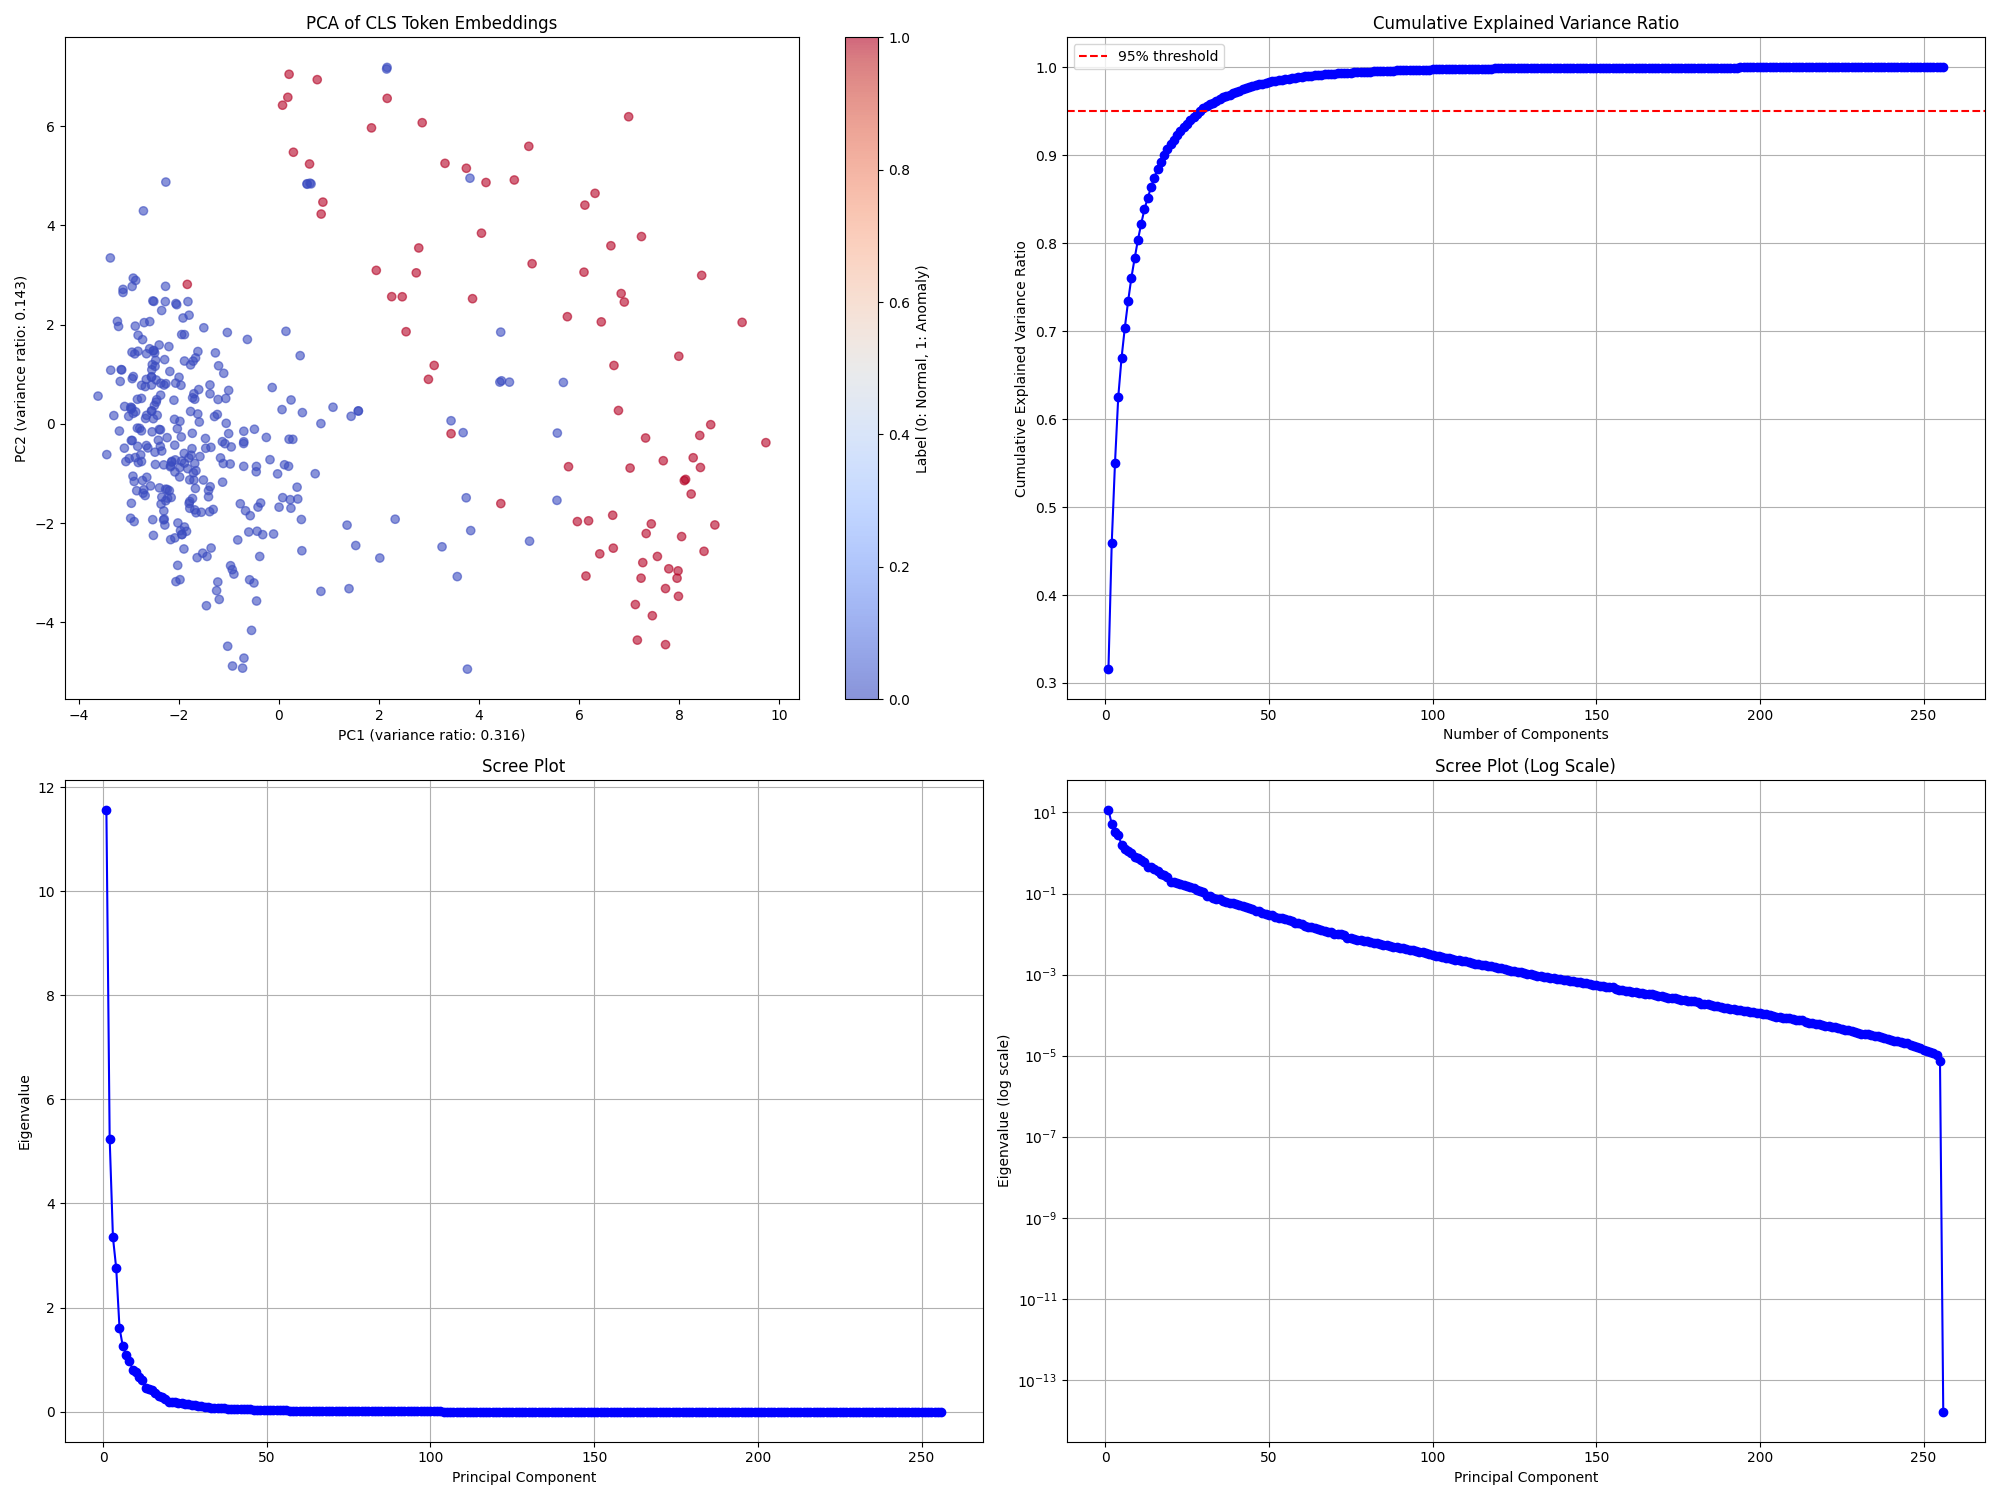 PCA of CLS Token Embeddings
6
4
2
0
−2
−4
PC2 (variance ratio: 0.143)
−4 −2 0 2 4 6 8 10
PC1 (variance ratio: 0.316)
1.0
0.8
0.6
0.4
0.2
0.0
Label (0: Normal, 1: Anomaly)
Cumulative Explained Variance Ratio
95% threshold
1.0
0.9
0.8
0.7
0.6
0.5
0.4
0.3
Cumulative Explained Variance Ratio
0 50 100 150 200 250
Number of Components
Scree Plot
12
10
8
6
4
2
0
Eigenvalue
0 50 100 150 200 250
Principal Component
Scree Plot (Log Scale)
10¹
10⁻¹
10⁻³
10⁻⁵
10⁻⁷
10⁻⁹
10⁻¹¹
10⁻¹³
Eigenvalue (log scale)
0 50 100 150 200 250
Principal Component